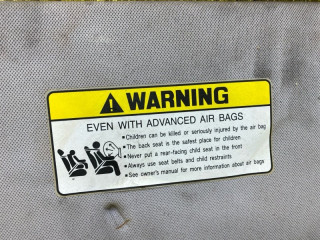 WARNING
EVEN WITH ADVANCED AIR BAGS
•Children can be killed or seriously injured by the air bag
•The back seat is the safest place for children
•Never put a rear-facing child seat in the front
•Always use seat belts and child restraints
•See owner's manual for more information about air bags